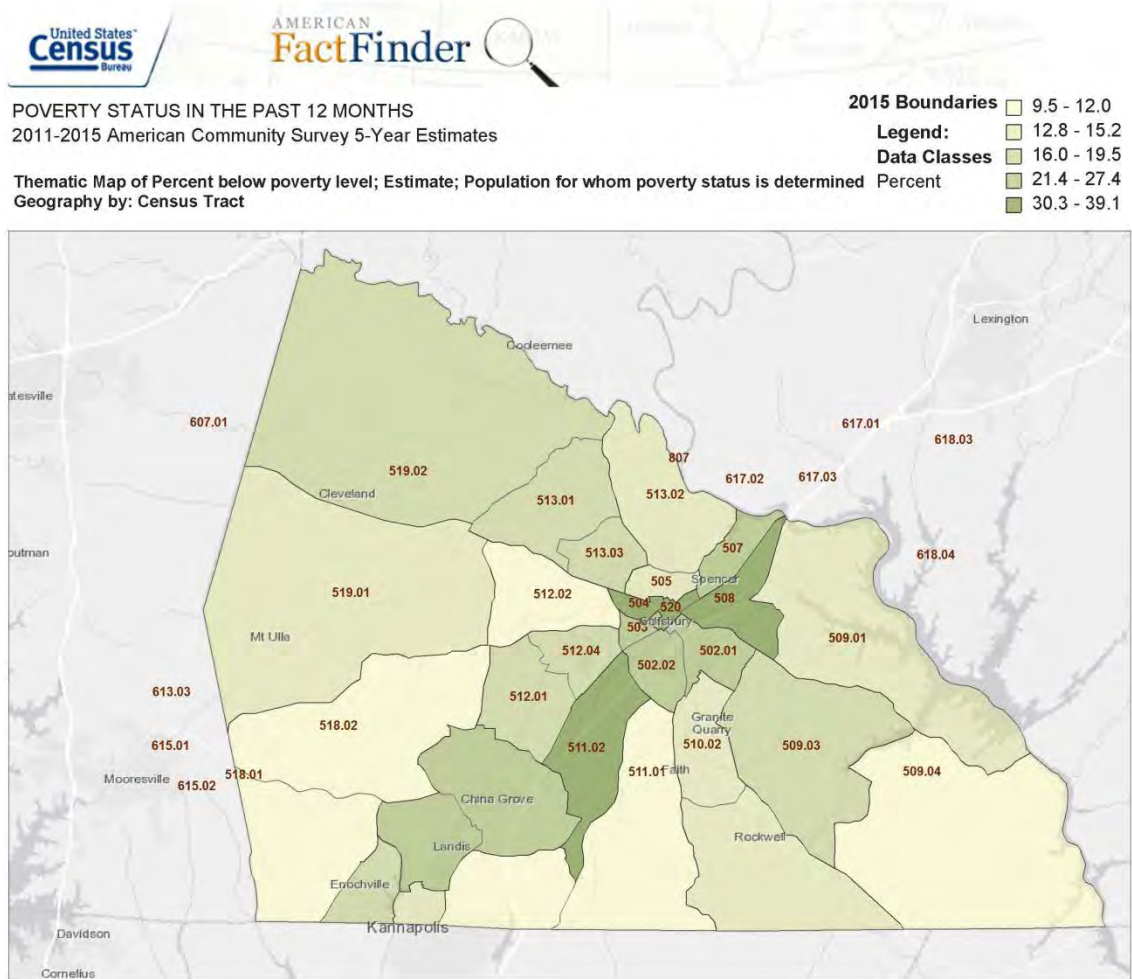 United States™
Census
Bureau
AMERICAN
FactFinder
POVERTY STATUS IN THE PAST 12 MONTHS
2011-2015 American Community Survey 5-Year Estimates
Thematic Map of Percent below poverty level; Estimate; Population for whom poverty status is determined
Geography by: Census Tract
2015 Boundaries
Legend:
Data Classes
Percent
9.5 - 12.0
12.8 - 15.2
16.0 - 19.5
21.4 - 27.4
30.3 - 39.1
Lexington
Cooleemee
atesville
607.01
617.01
618.03
807
519.02
617.02
617.03
Cleveland
513.01
513.02
outman
513.03
507
618.04
505
Spencer
519.01
512.02
504
520
508
503
Salisbury
Mt Ulla
509.01
512.04
502.02
502.01
613.03
512.01
518.02
Granite
Quarry
615.01
511.02
510.02
509.03
Mooresville
615.02
518.01
511.01
Faith
509.04
China Grove
Rockwell
Landis
Enochville
Kannapolis
Davidson
Cornelius